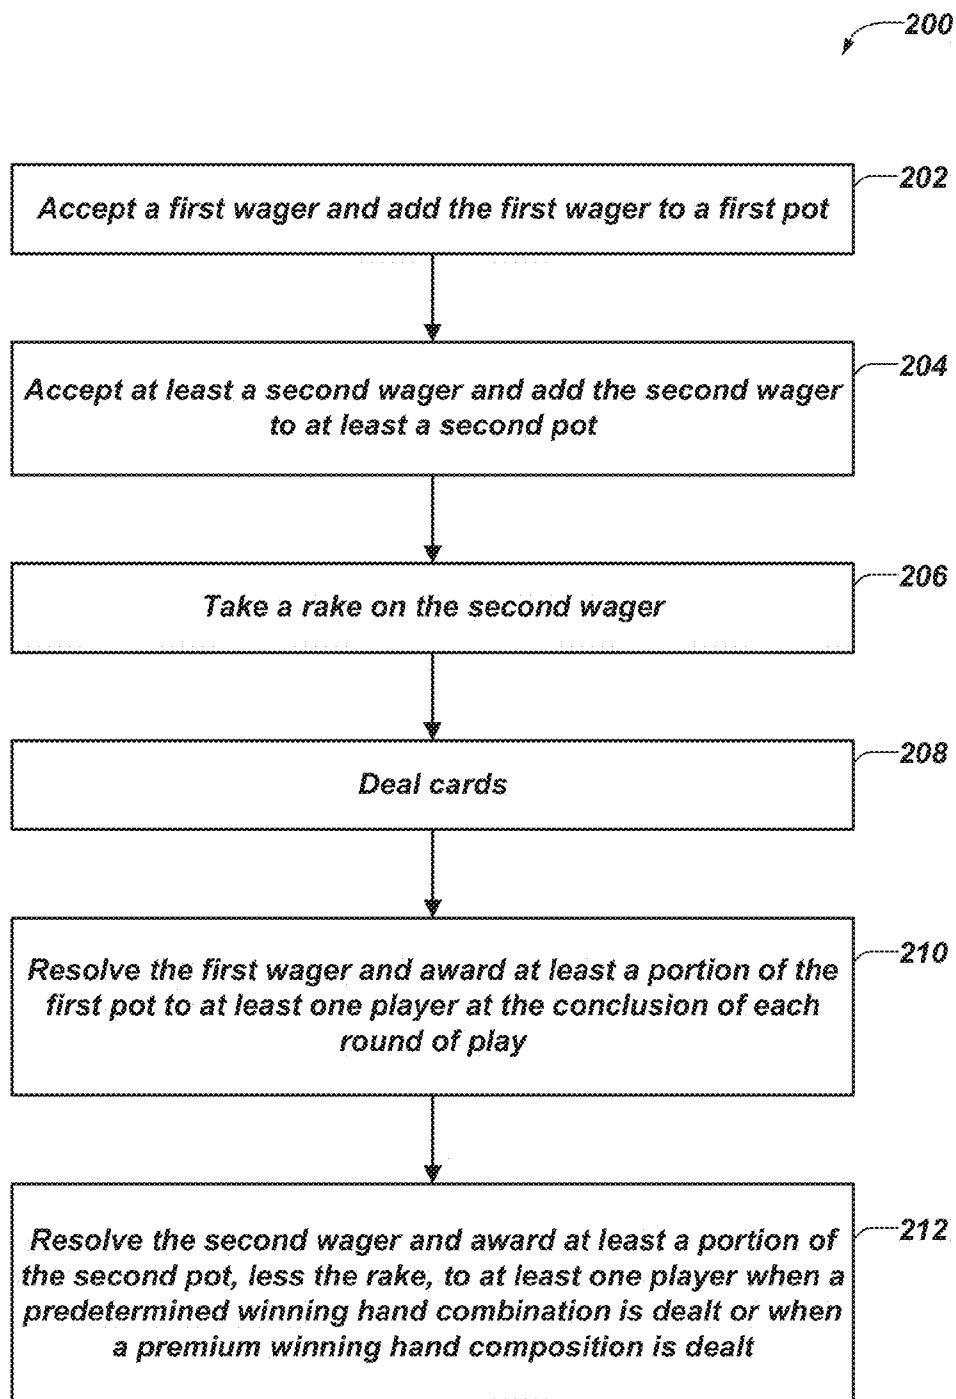 200
202
Accept a first wager and add the first wager to a first pot
204
Accept at least a second wager and add the second wager
to at least a second pot
206
Take a rake on the second wager
208
Deal cards
210
Resolve the first wager and award at least a portion of the
first pot to at least one player at the conclusion of each
round of play
212
Resolve the second wager and award at least a portion of
the second pot, less the rake, to at least one player when a
predetermined winning hand combination is dealt or when
a premium winning hand composition is dealt